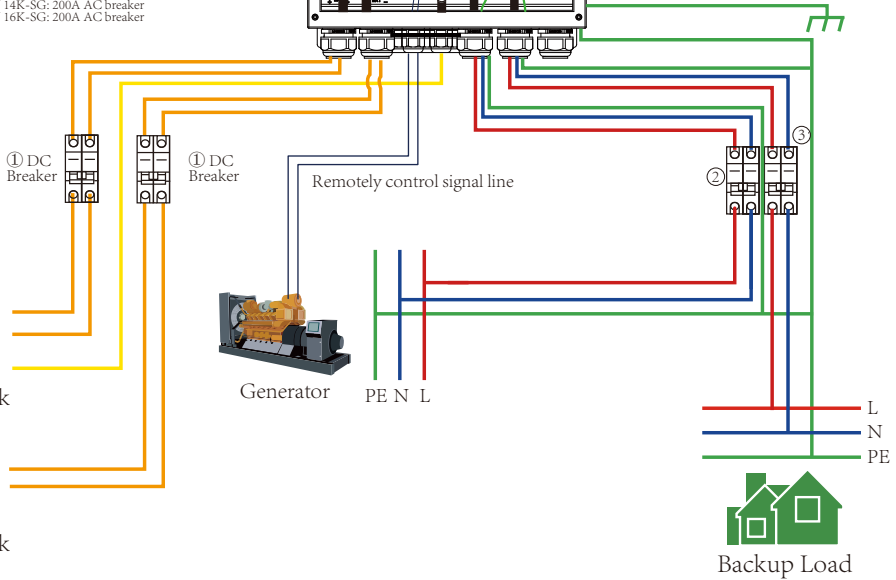 14K-SG: 200A AC breaker
16K-SG: 200A AC breaker
① DC
Breaker
① DC
Breaker
Remotely control signal line
②
③
Generator
PE N L
L
N
PE
k
k
Backup Load